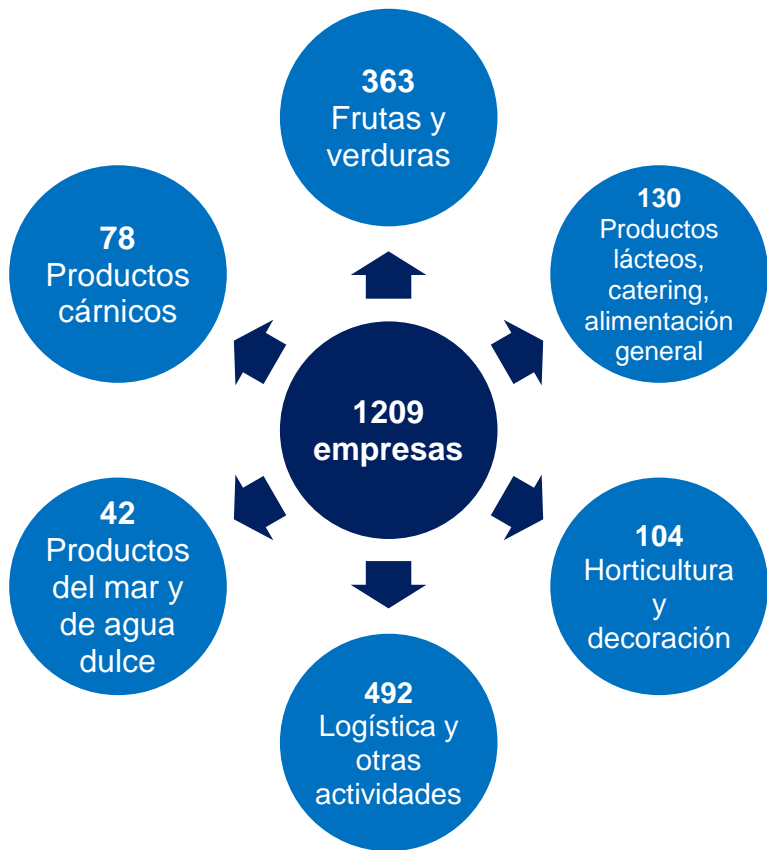 363
Frutas y
verduras
130
Productos
lácteos,
catering,
alimentación
general
78
Productos
cárnicos
1209
empresas
42
Productos
del mar y
de agua
dulce
104
Horticultura
y
decoración
492
Logística y
otras
actividades